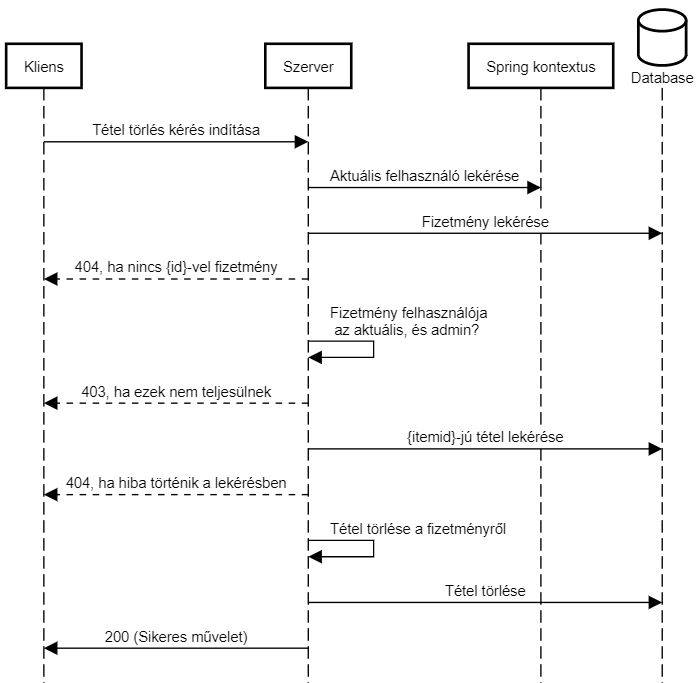 Kliens
Szerver
Spring kontextus
Database
Tétel törlés kérés indítása
Aktuális felhasználó lekérése
Fizetmény lekérése
404, ha nincs {id}-vel fizetmény
Fizetmény felhasználója
az aktuális, és admin?
403, ha ezek nem teljesülnek
{itemid}-jú tétel lekérése
404, ha hiba történik a lekérésben
Tétel törlése a fizetményről
Tétel törlése
200 (Sikeres művelet)